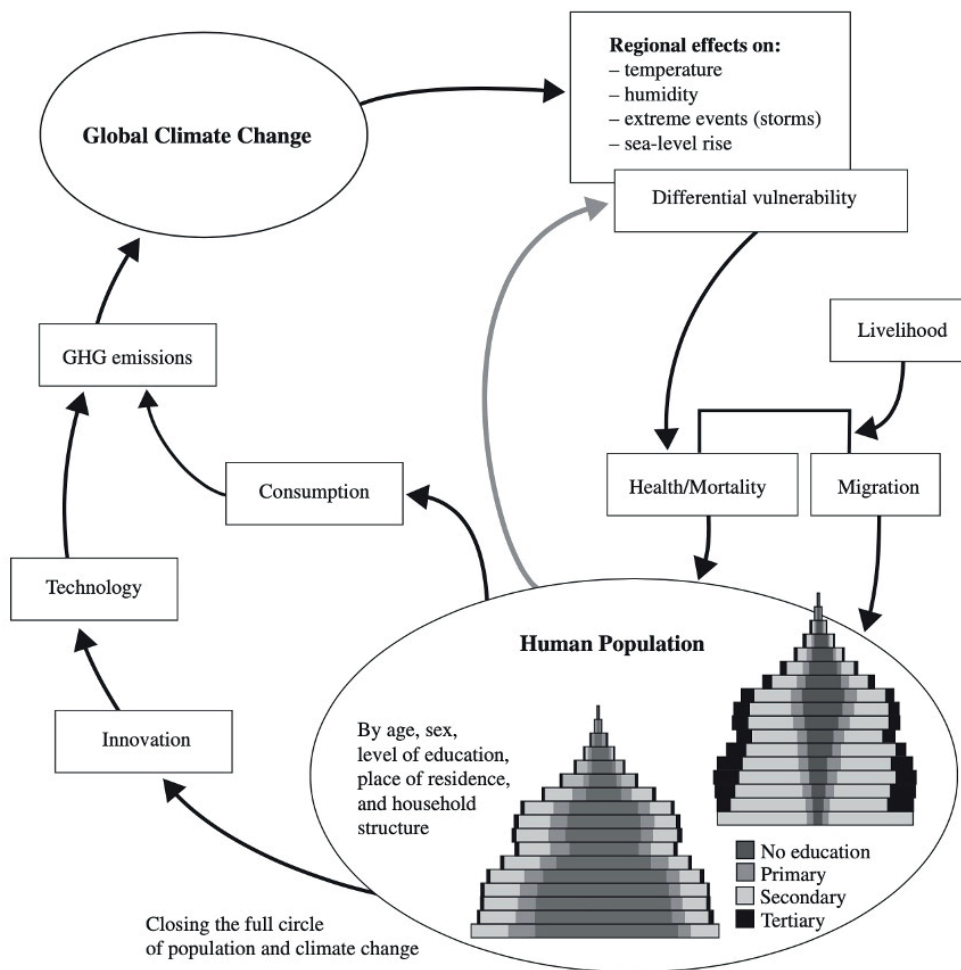 Global Climate Change
Regional effects on:
– temperature
– humidity
– extreme events (storms)
– sea-level rise
Differential vulnerability
GHG emissions
Livelihood
Consumption
Health/Mortality
Migration
Technology
Human Population
Innovation
By age, sex,
level of education,
place of residence,
and household
structure
No education
Primary
Secondary
Tertiary
Closing the full circle
of population and climate change